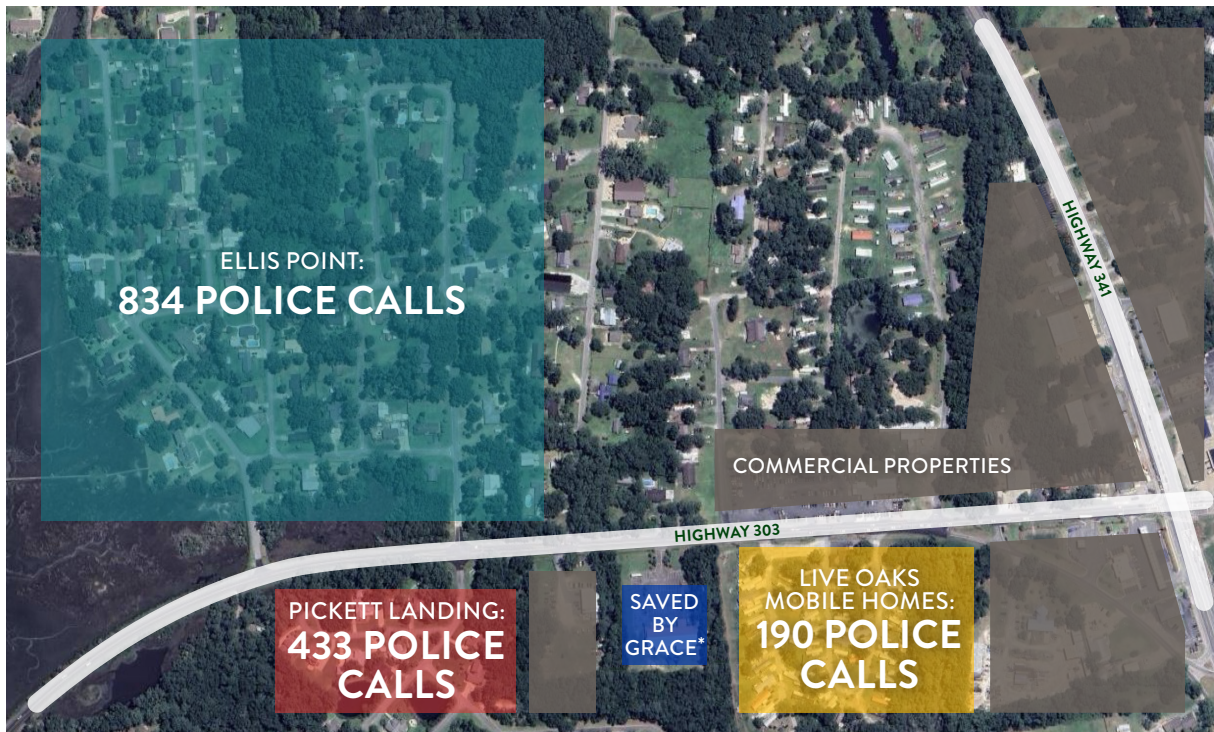 HIGHWAY 341
ELLIS POINT:
834 POLICE CALLS
COMMERCIAL PROPERTIES
HIGHWAY 303
PICKETT LANDING:
433 POLICE
CALLS
SAVED
BY
GRACE*
LIVE OAKS
MOBILE HOMES:
190 POLICE
CALLS